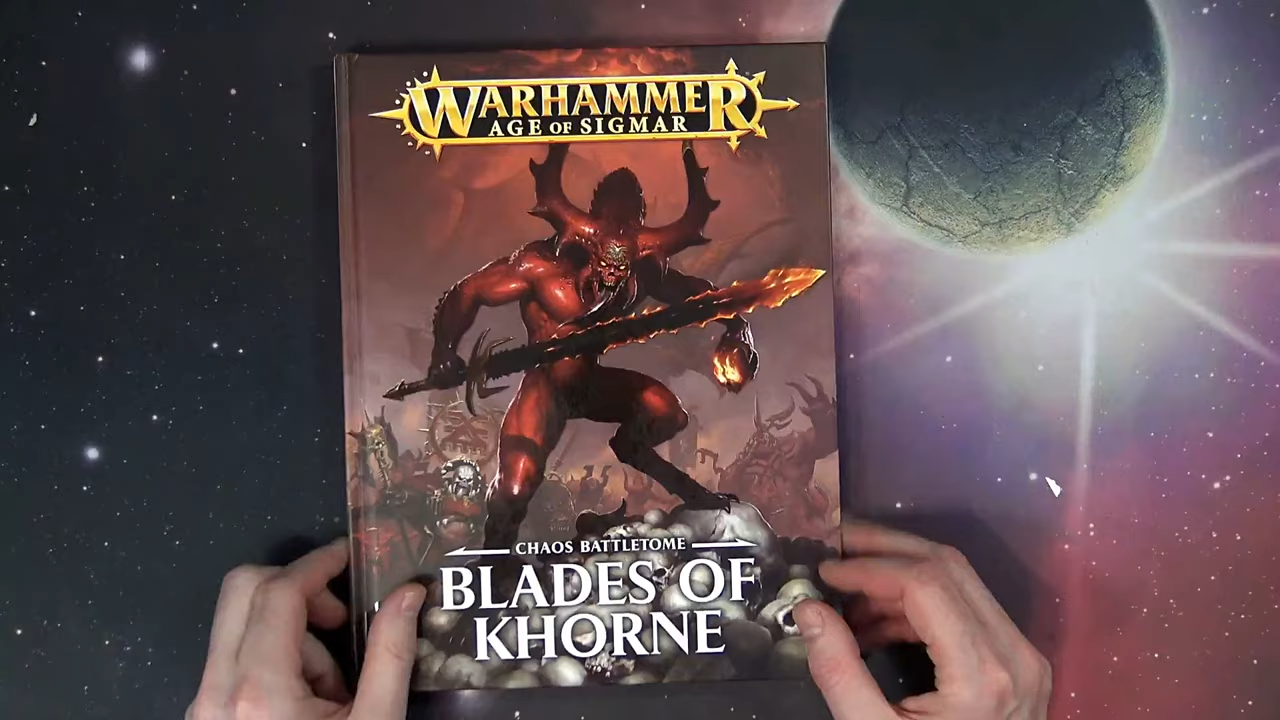 WARHAMMER
AGE OF SIGMAR
CHAOS BATTLETOME
BLADES OF
KHORNE